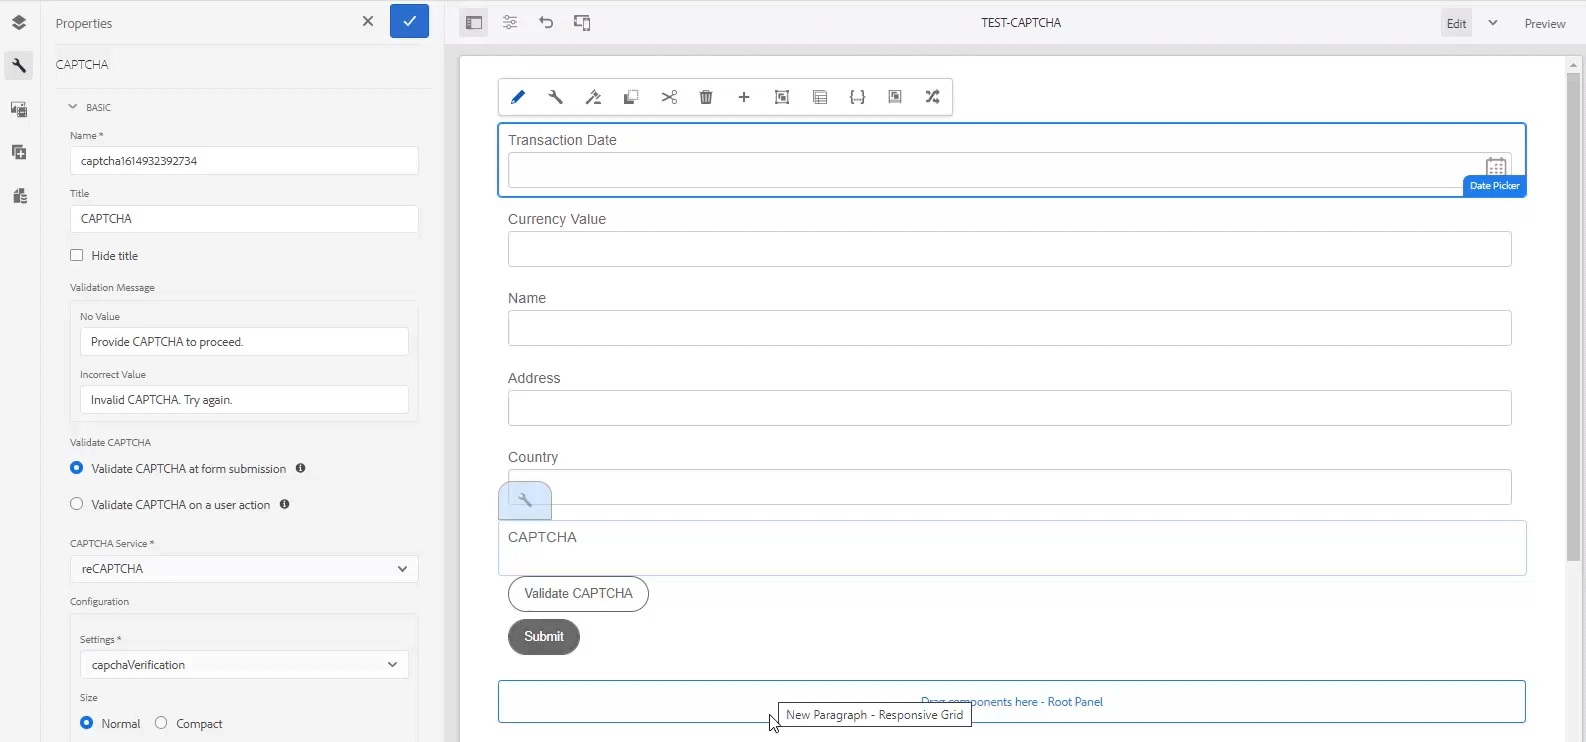 Properties
TEST-CAPTCHA
Edit
Preview
CAPTCHA
BASIC
Name *
captcha1614932392734
Title
CAPTCHA
Hide title
Validation Message
No Value
Provide CAPTCHA to proceed.
Incorrect Value
Invalid CAPTCHA. Try again.
Validate CAPTCHA
Validate CAPTCHA at form submission
Validate CAPTCHA on a user action
CAPTCHA Service *
reCAPTCHA
Configuration
Settings *
capchaVerification
Size
Normal
Compact
Transaction Date
Date Picker
Currency Value
Name
Address
Country
CAPTCHA
Validate CAPTCHA
Submit
Drag components here - Root Panel
New Paragraph - Responsive Grid